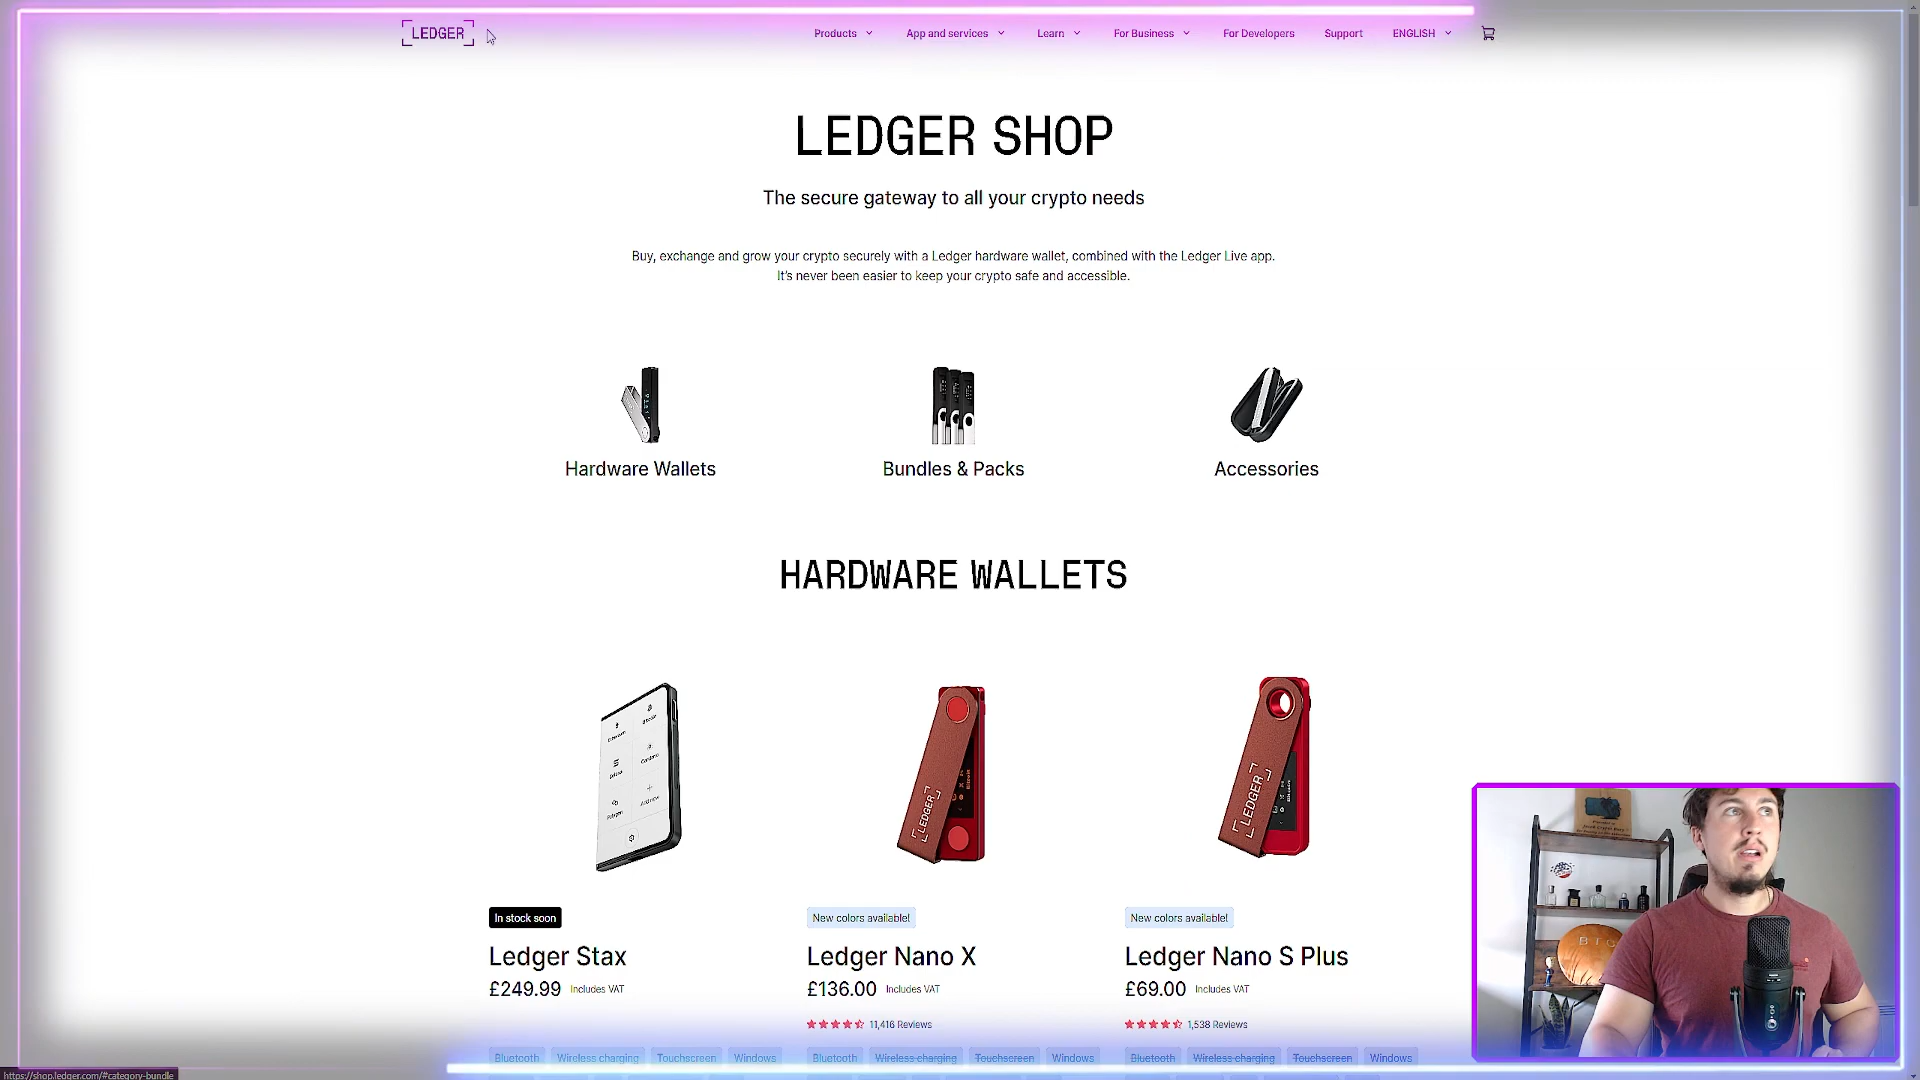 LEDGER
Products
App and services
Learn
For Business
For Developers
Support
ENGLISH
LEDGER SHOP
The secure gateway to all your crypto needs
Buy, exchange and grow your crypto securely with a Ledger hardware wallet, combined with the Ledger Live app.
It's never been easier to keep your crypto safe and accessible.
Hardware Wallets
Bundles & Packs
Accessories
HARDWARE WALLETS
LEDGER
LEDGER
In stock soon
Ledger Stax
£249.99 Includes VAT
Bluetooth Wireless charging Touchscreen Windows
New colors available!
Ledger Nano X
£136.00 Includes VAT
11,416 Reviews
Bluetooth Wireless charging Touchscreen Windows
New colors available!
Ledger Nano S Plus
£69.00 Includes VAT
1,538 Reviews
Bluetooth Wireless charging Touchscreen Windows
https://shop.ledger.com/#category-bundle